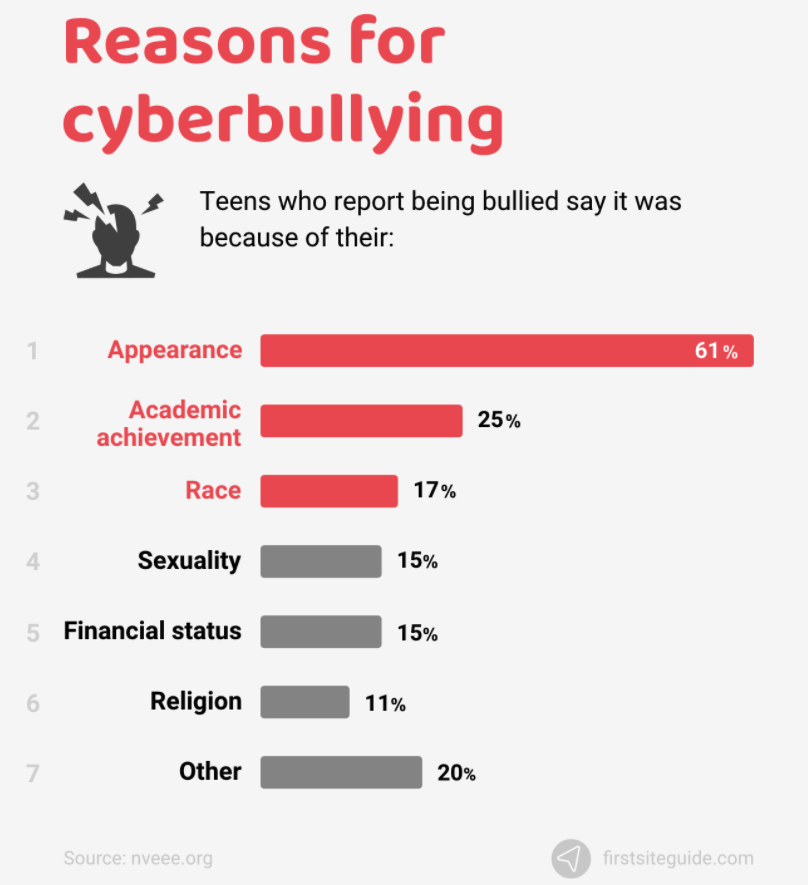 Reasons for
cyberbullying
Teens who report being bullied say it was
because of their:
1 Appearance 61%
2 Academic
achievement 25%
3 Race 17%
4 Sexuality 15%
5 Financial status 15%
6 Religion 11%
7 Other 20%
Source: nveee.org firstsiteguide.com